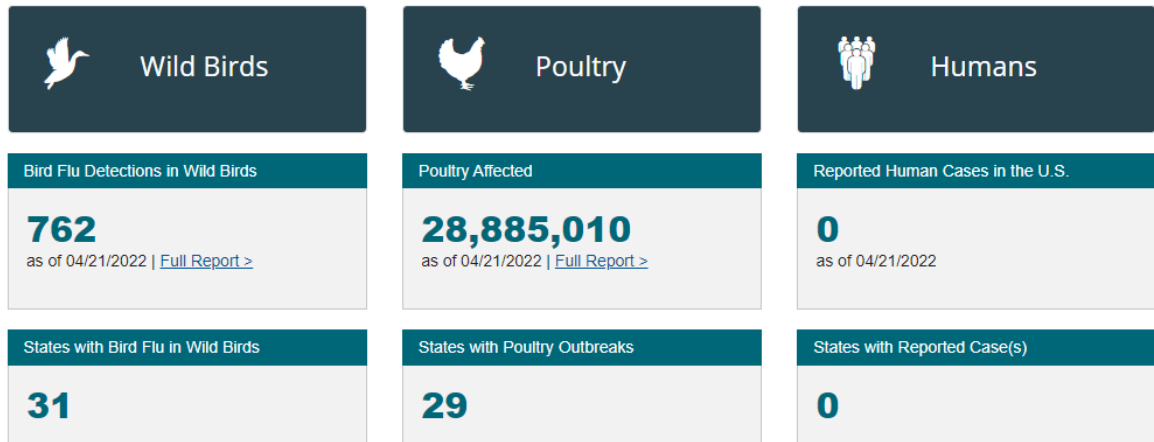 Wild Birds
Poultry
Humans
Bird Flu Detections in Wild Birds
762
as of 04/21/2022 | Full Report >
Poultry Affected
28,885,010
as of 04/21/2022 | Full Report >
Reported Human Cases in the U.S.
0
as of 04/21/2022
States with Bird Flu in Wild Birds
31
States with Poultry Outbreaks
29
States with Reported Case(s)
0